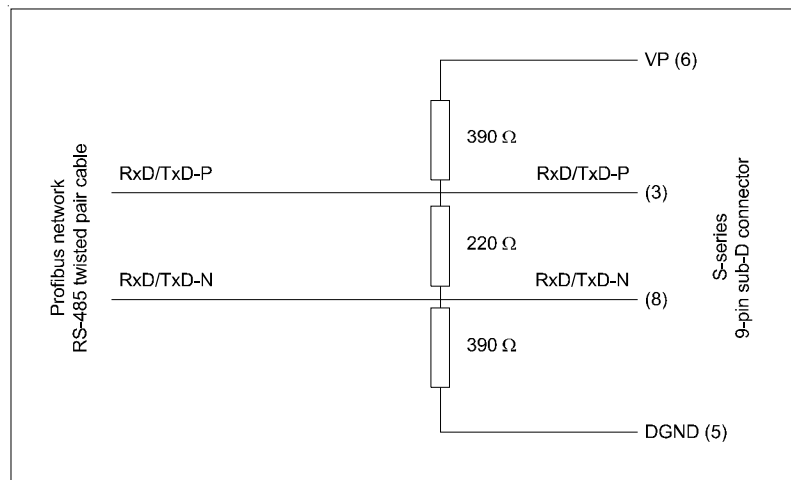 VP (6)
390 Ω
RxD/TxD-P
RxD/TxD-P
(3)
220 Ω
RxD/TxD-N
RxD/TxD-N
(8)
390 Ω
DGND (5)
Profibus network
RS-485 twisted pair cable
S-series
9-pin sub-D connector